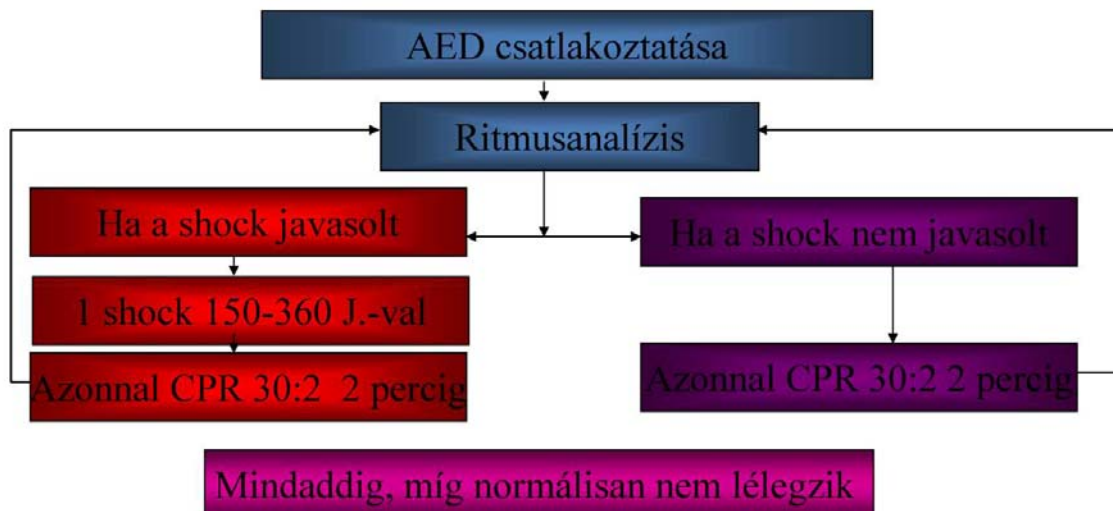 AED csatlakoztatása
Ritmusanalízis
Ha a shock javasolt
1 shock 150-360 J.-val
Azonnal CPR 30:2 2 percig
Ha a shock nem javasolt
Azonnal CPR 30:2 2 percig
Mindaddig, míg normálisan nem lélegzik